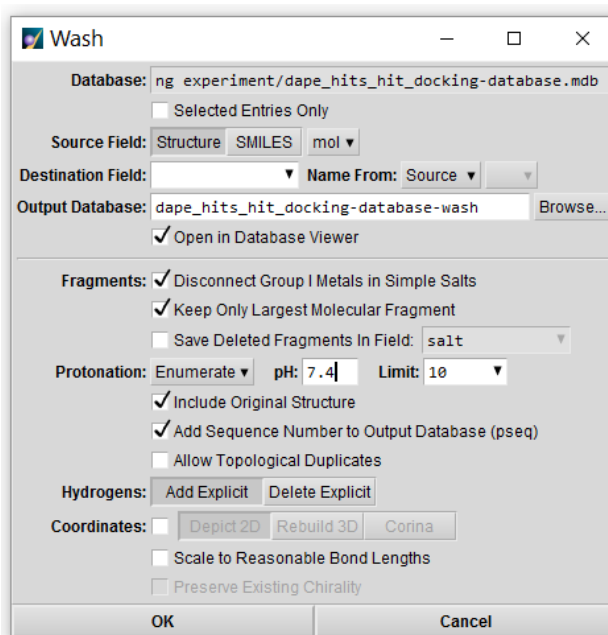 Wash
Database: ng experiment/dape_hits_hit_docking-database.mdb
Selected Entries Only
Source Field: Structure SMILES mol
Destination Field: Name From: Source
Output Database: dape_hits_hit_docking-database-wash Browse...
Open in Database Viewer
Fragments: Disconnect Group I Metals in Simple Salts
Keep Only Largest Molecular Fragment
Save Deleted Fragments In Field: salt
Protonation: Enumerate pH: 7.4 Limit: 10
Include Original Structure
Add Sequence Number to Output Database (pseq)
Allow Topological Duplicates
Hydrogens: Add Explicit Delete Explicit
Coordinates: Depict 2D Rebuild 3D Corina
Scale to Reasonable Bond Lengths
Preserve Existing Chirality
OK Cancel